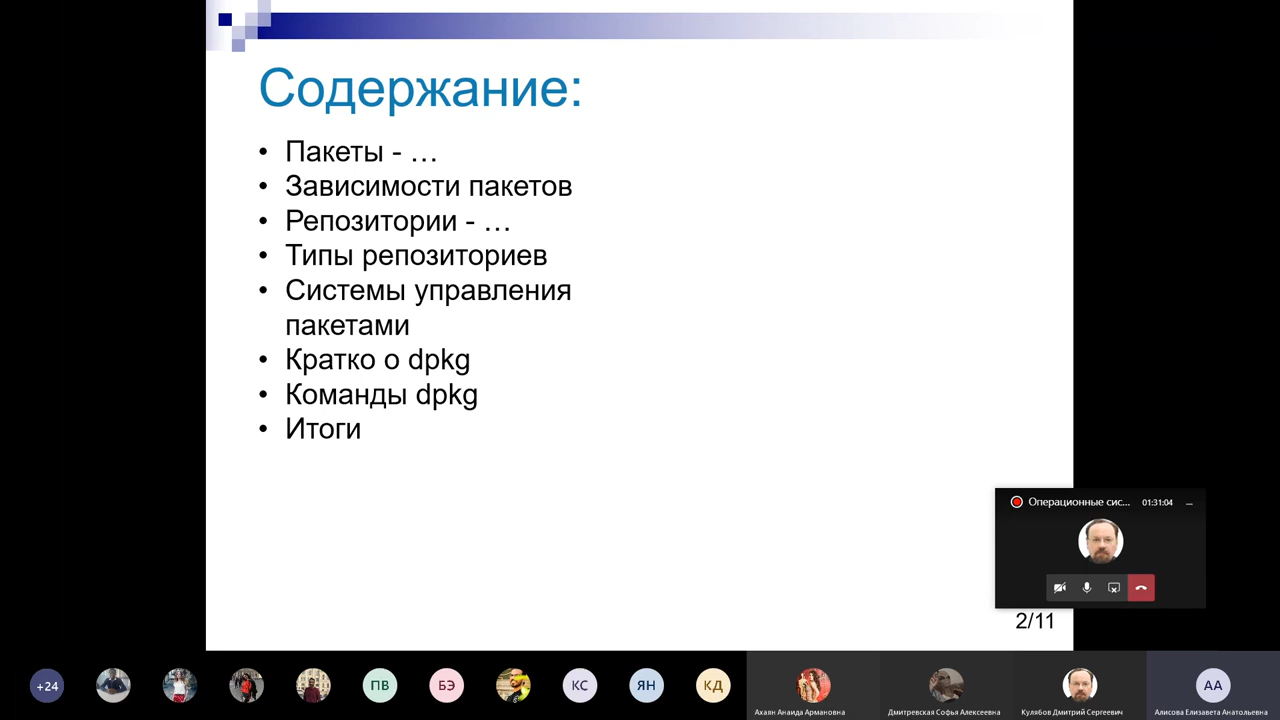 Содержание:
• Пакеты - …
• Зависимости пакетов
• Репозитории - …
• Типы репозиториев
• Системы управления
пакетами
• Кратко о dpkg
• Команды dpkg
• Итоги
Операционные сис... 01:31:04
2/11
+24
ПВ
БЭ
КС
ЯН
КД
АА
Ахаян Анаида Армановна
Дмитревская Софья Алексеевна
Кулябов Дмитрий Сергеевич
Алисова Елизавета Анатольевна